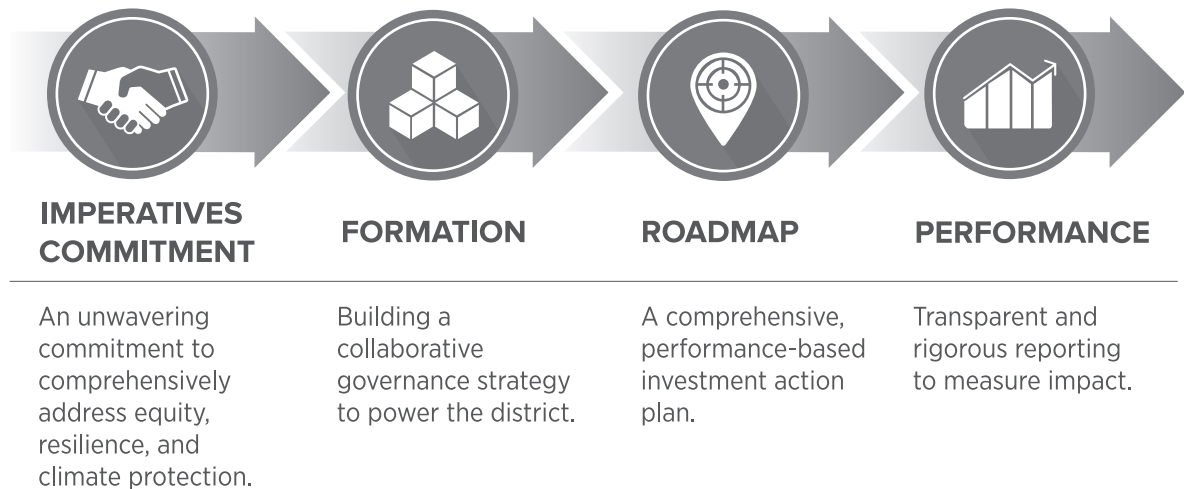 IMPERATIVES
COMMITMENT
An unwavering
commitment to
comprehensively
address equity,
resilience, and
climate protection.
FORMATION
Building a
collaborative
governance strategy
to power the district.
ROADMAP
A comprehensive,
performance-based
investment action
plan.
PERFORMANCE
Transparent and
rigorous reporting
to measure impact.